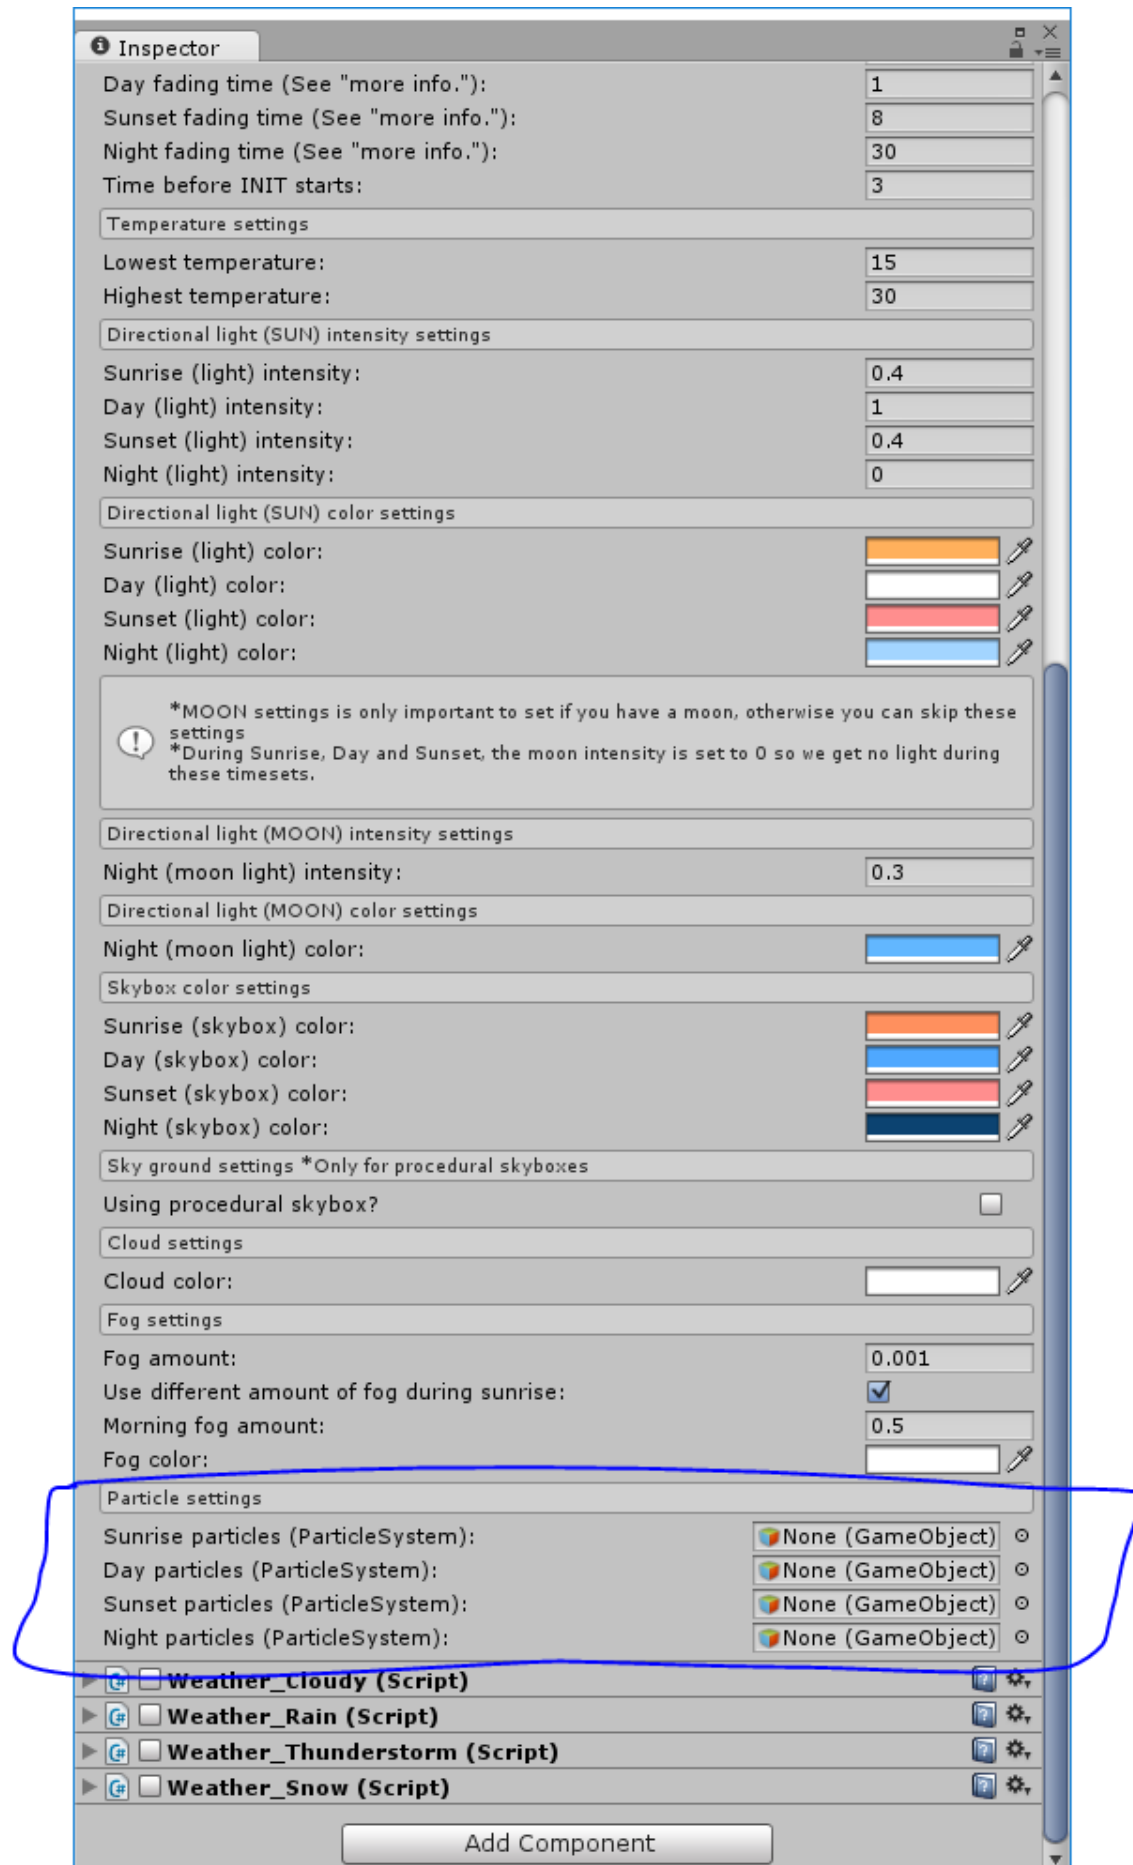 Inspector
Day fading time (See "more info."): 1
Sunset fading time (See "more info."): 8
Night fading time (See "more info."): 30
Time before INIT starts: 3
Temperature settings
Lowest temperature: 15
Highest temperature: 30
Directional light (SUN) intensity settings
Sunrise (light) intensity: 0.4
Day (light) intensity: 1
Sunset (light) intensity: 0.4
Night (light) intensity: 0
Directional light (SUN) color settings
Sunrise (light) color:
Day (light) color:
Sunset (light) color:
Night (light) color:
*MOON settings is only important to set if you have a moon, otherwise you can skip these
settings
*During Sunrise, Day and Sunset, the moon intensity is set to 0 so we get no light during
these timesets.
Directional light (MOON) intensity settings
Night (moon light) intensity: 0.3
Directional light (MOON) color settings
Night (moon light) color:
Skybox color settings
Sunrise (skybox) color:
Day (skybox) color:
Sunset (skybox) color:
Night (skybox) color:
Sky ground settings *Only for procedural skyboxes
Using procedural skybox?
Cloud settings
Cloud color:
Fog settings
Fog amount: 0.001
Use different amount of fog during sunrise:
Morning fog amount: 0.5
Fog color:
Particle settings
Sunrise particles (ParticleSystem): None (GameObject)
Day particles (ParticleSystem): None (GameObject)
Sunset particles (ParticleSystem): None (GameObject)
Night particles (ParticleSystem): None (GameObject)
Weather_Cloudy (Script)
Weather_Rain (Script)
Weather_Thunderstorm (Script)
Weather_Snow (Script)
Add Component